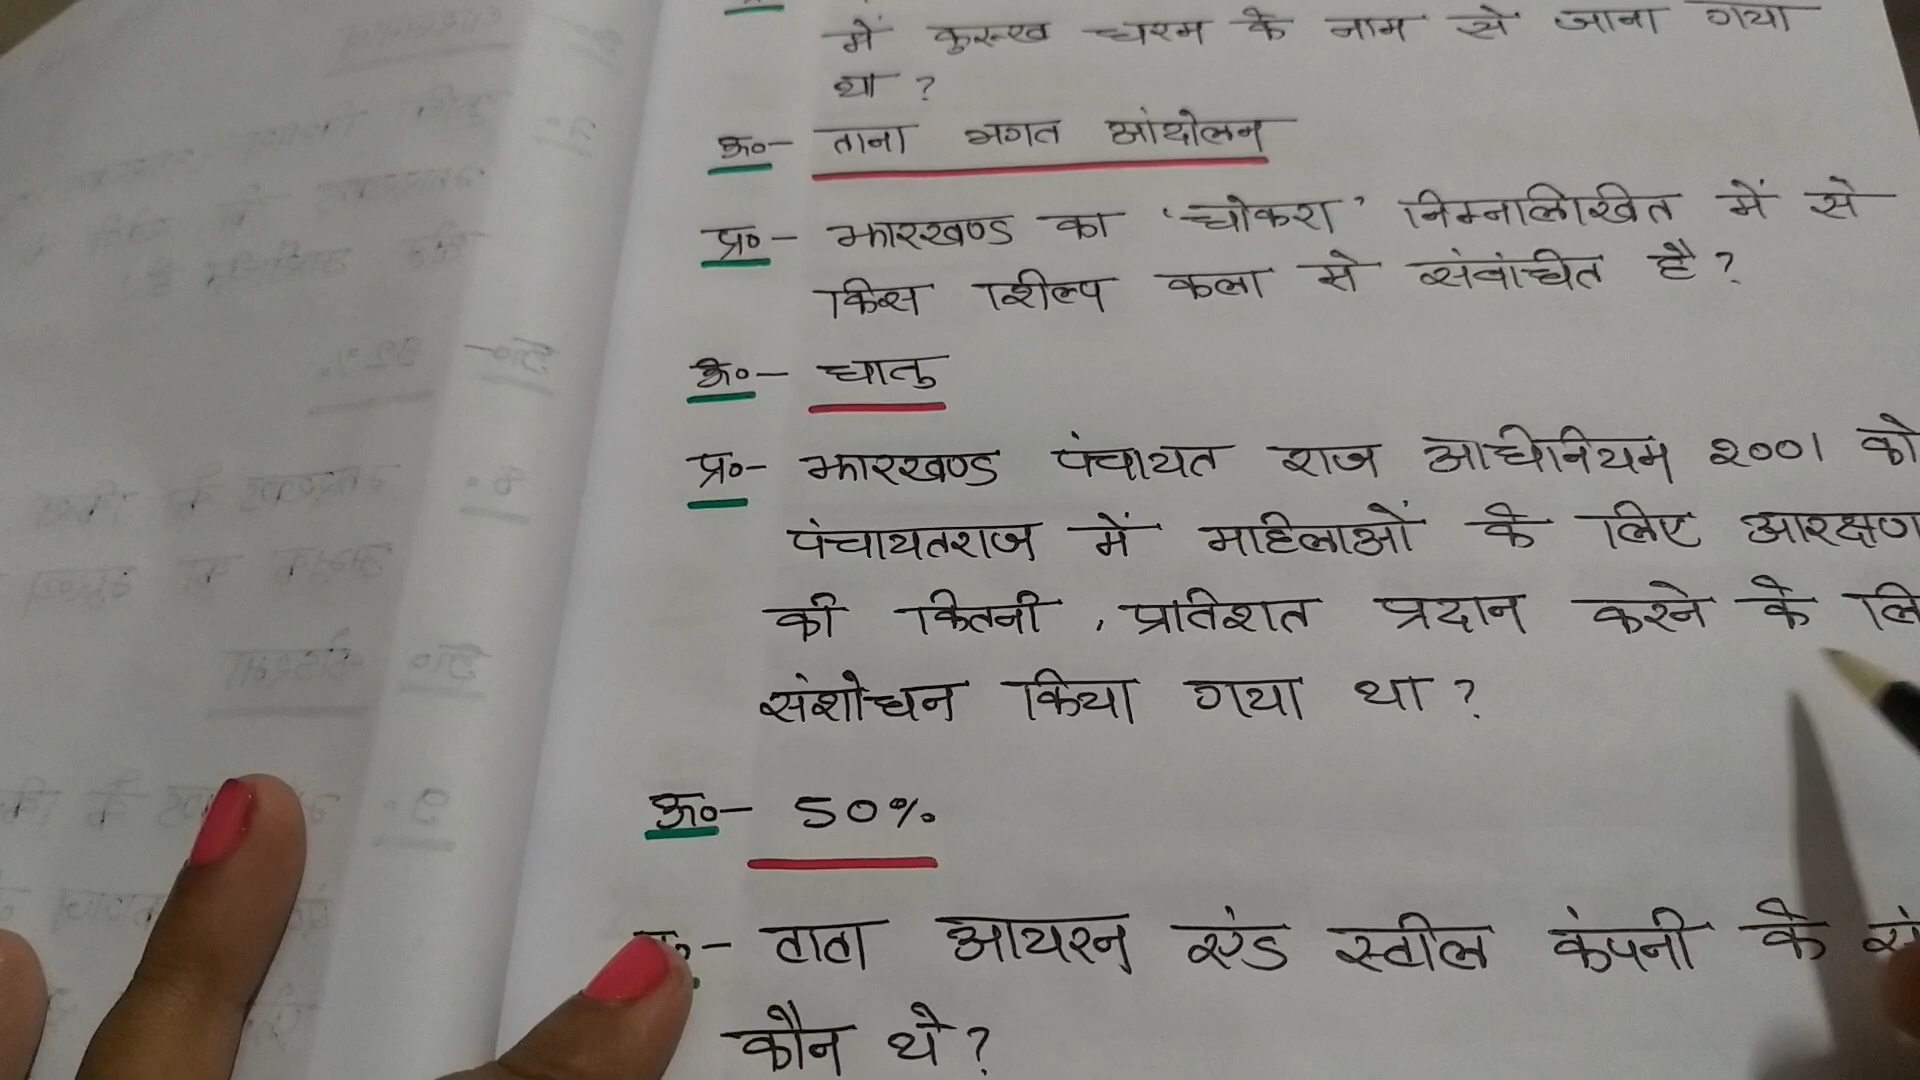 में कुरुख धरम के नाम से जाना गया
था ?
उ०- ताना भगत आंदोलन
प्र०- झारखण्ड का 'धोकरा' निम्नलिखित में से
किस शिल्प कला से संबंधित है ?
उ०- धातु
प्र०- झारखण्ड पंचायत राज अधिनियम २००१ को
पंचायतराज में महिलाओं के लिए आरक्षण
की कितनी , प्रतिशत प्रदान करने के लि
संशोधन किया गया था ?
उ०- 50%
- टाटा आयरन एंड स्टील कंपनी के सं
कौन थे ?